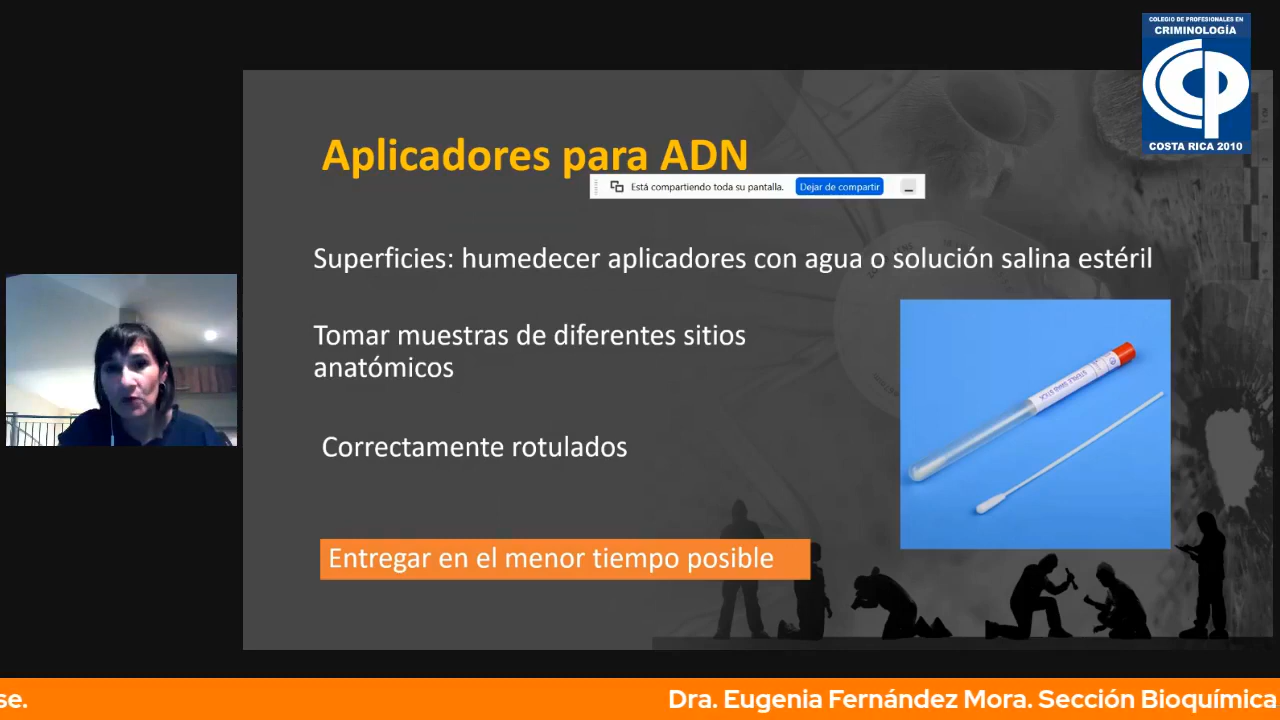 COLEGIO DE PROFESIONALES EN
CRIMINOLOGÍA
COSTA RICA 2010
Aplicadores para ADN
Está compartiendo toda su pantalla. Dejar de compartir
Superficies: humedecer aplicadores con agua o solución salina estéril
Tomar muestras de diferentes sitios
anatómicos
Correctamente rotulados
Entregar en el menor tiempo posible
se. Dra. Eugenia Fernández Mora. Sección Bioquímica